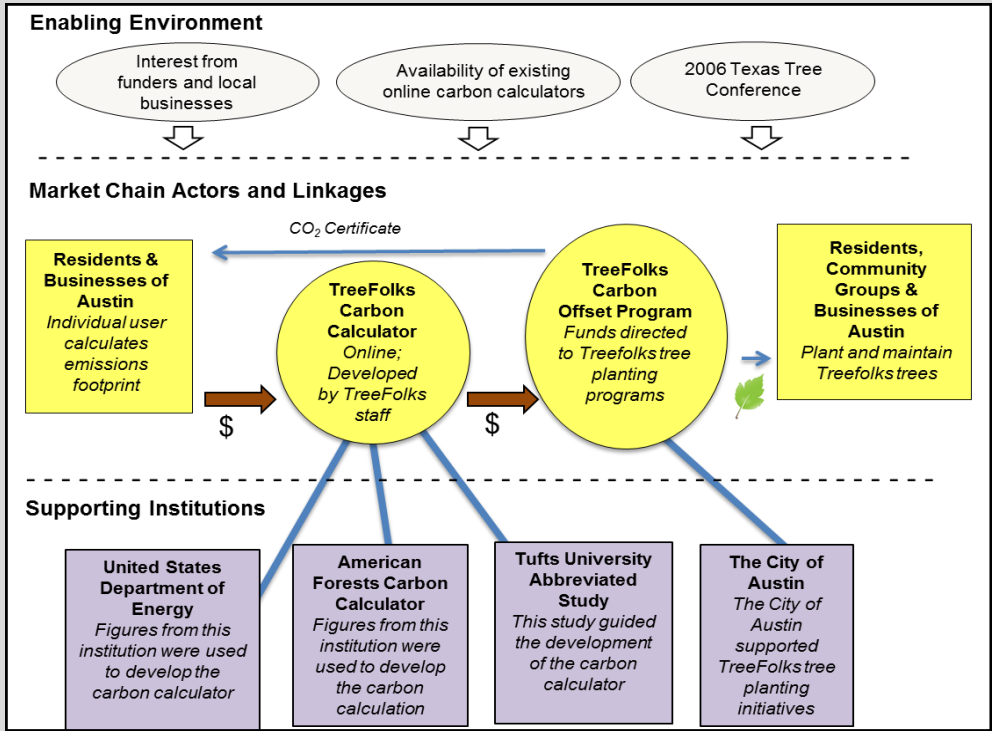 Enabling Environment
Interest from
funders and local
businesses
Availability of existing
online carbon calculators
2006 Texas Tree
Conference
Market Chain Actors and Linkages
CO₂ Certificate
Residents &
Businesses of
Austin
Individual user
calculates
emissions
footprint
$
TreeFolks
Carbon
Calculator
Online;
Developed
by TreeFolks
staff
$
TreeFolks
Carbon
Offset Program
Funds directed
to Treefolks tree
planting
programs
Residents,
Community
Groups &
Businesses of
Austin
Plant and maintain
Treefolks trees
Supporting Institutions
United States
Department of
Energy
Figures from this
institution were used
to develop the
carbon calculator
American
Forests Carbon
Calculator
Figures from this
institution were
used to develop
the carbon
calculation
Tufts University
Abbreviated
Study
This study guided
the development
of the carbon
calculator
The City of
Austin
The City of
Austin
supported
TreeFolks tree
planting
initiatives